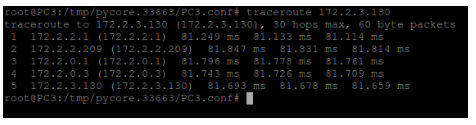 root@PC3:/tmp/pycore.33663/PC3.conf# traceroute 172.2.3.130
traceroute to 172.2.3.130 (172.2.3.130), 30 hops max, 60 byte packets
1 172.2.2.1 (172.2.2.1) 81.249 ms 81.133 ms 81.114 ms
2 172.2.2.209 (172.2.2.209) 81.847 ms 81.831 ms 81.814 ms
3 172.2.0.1 (172.2.0.1) 81.796 ms 81.778 ms 81.761 ms
4 172.2.0.3 (172.2.0.3) 81.743 ms 81.726 ms 81.709 ms
5 172.2.3.130 (172.2.3.130) 81.693 ms 81.678 ms 81.659 ms
root@PC3:/tmp/pycore.33663/PC3.conf#